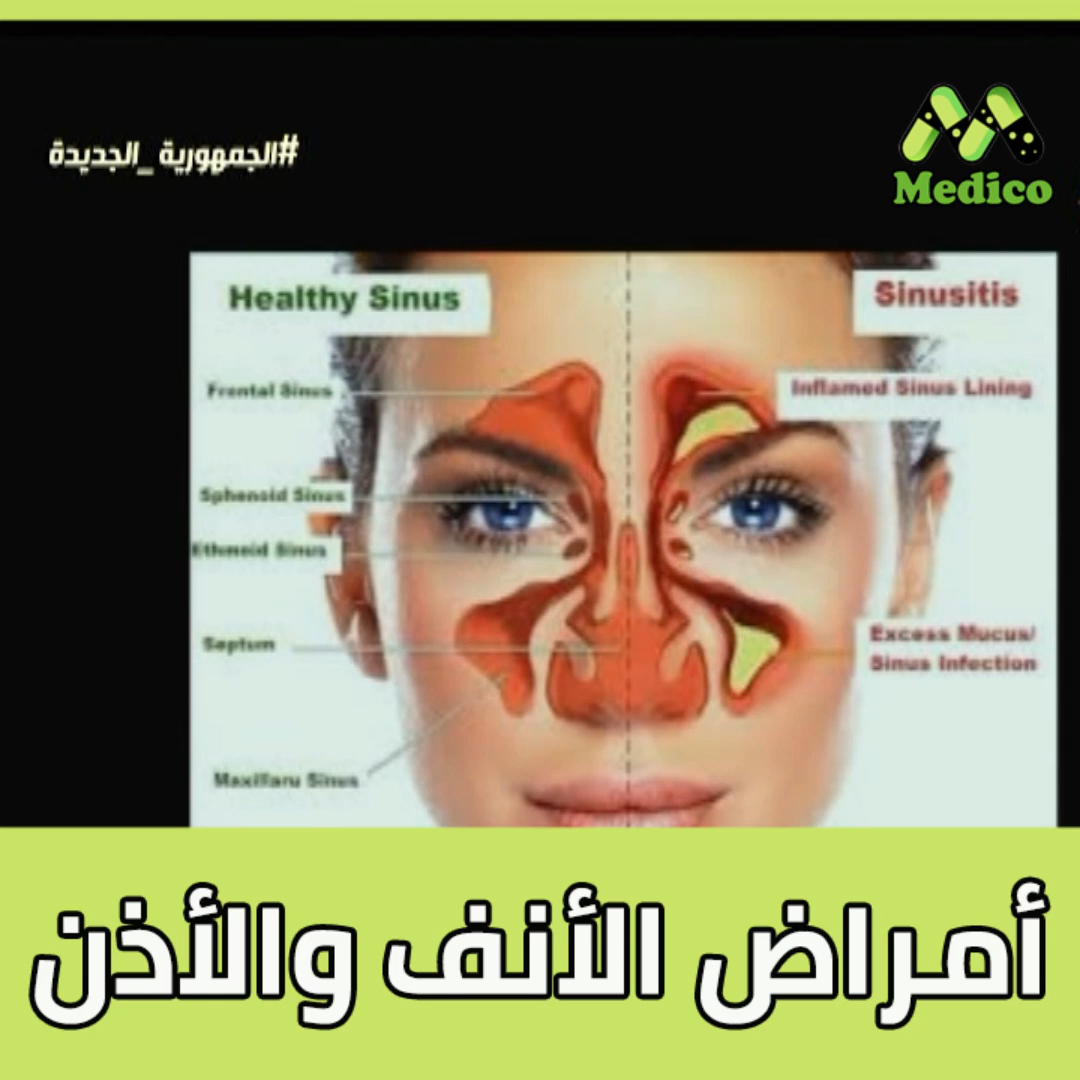 #الجمهورية_الجديدة
Medico
Healthy Sinus
Sinusitis
Frontal Sinus
Inflamed Sinus Lining
Sphenoid Sinus
Ethmoid Sinus
Septum
Excess Mucus/
Sinus Infection
Maxillaru Sinus
أمراض الأنف والأذن